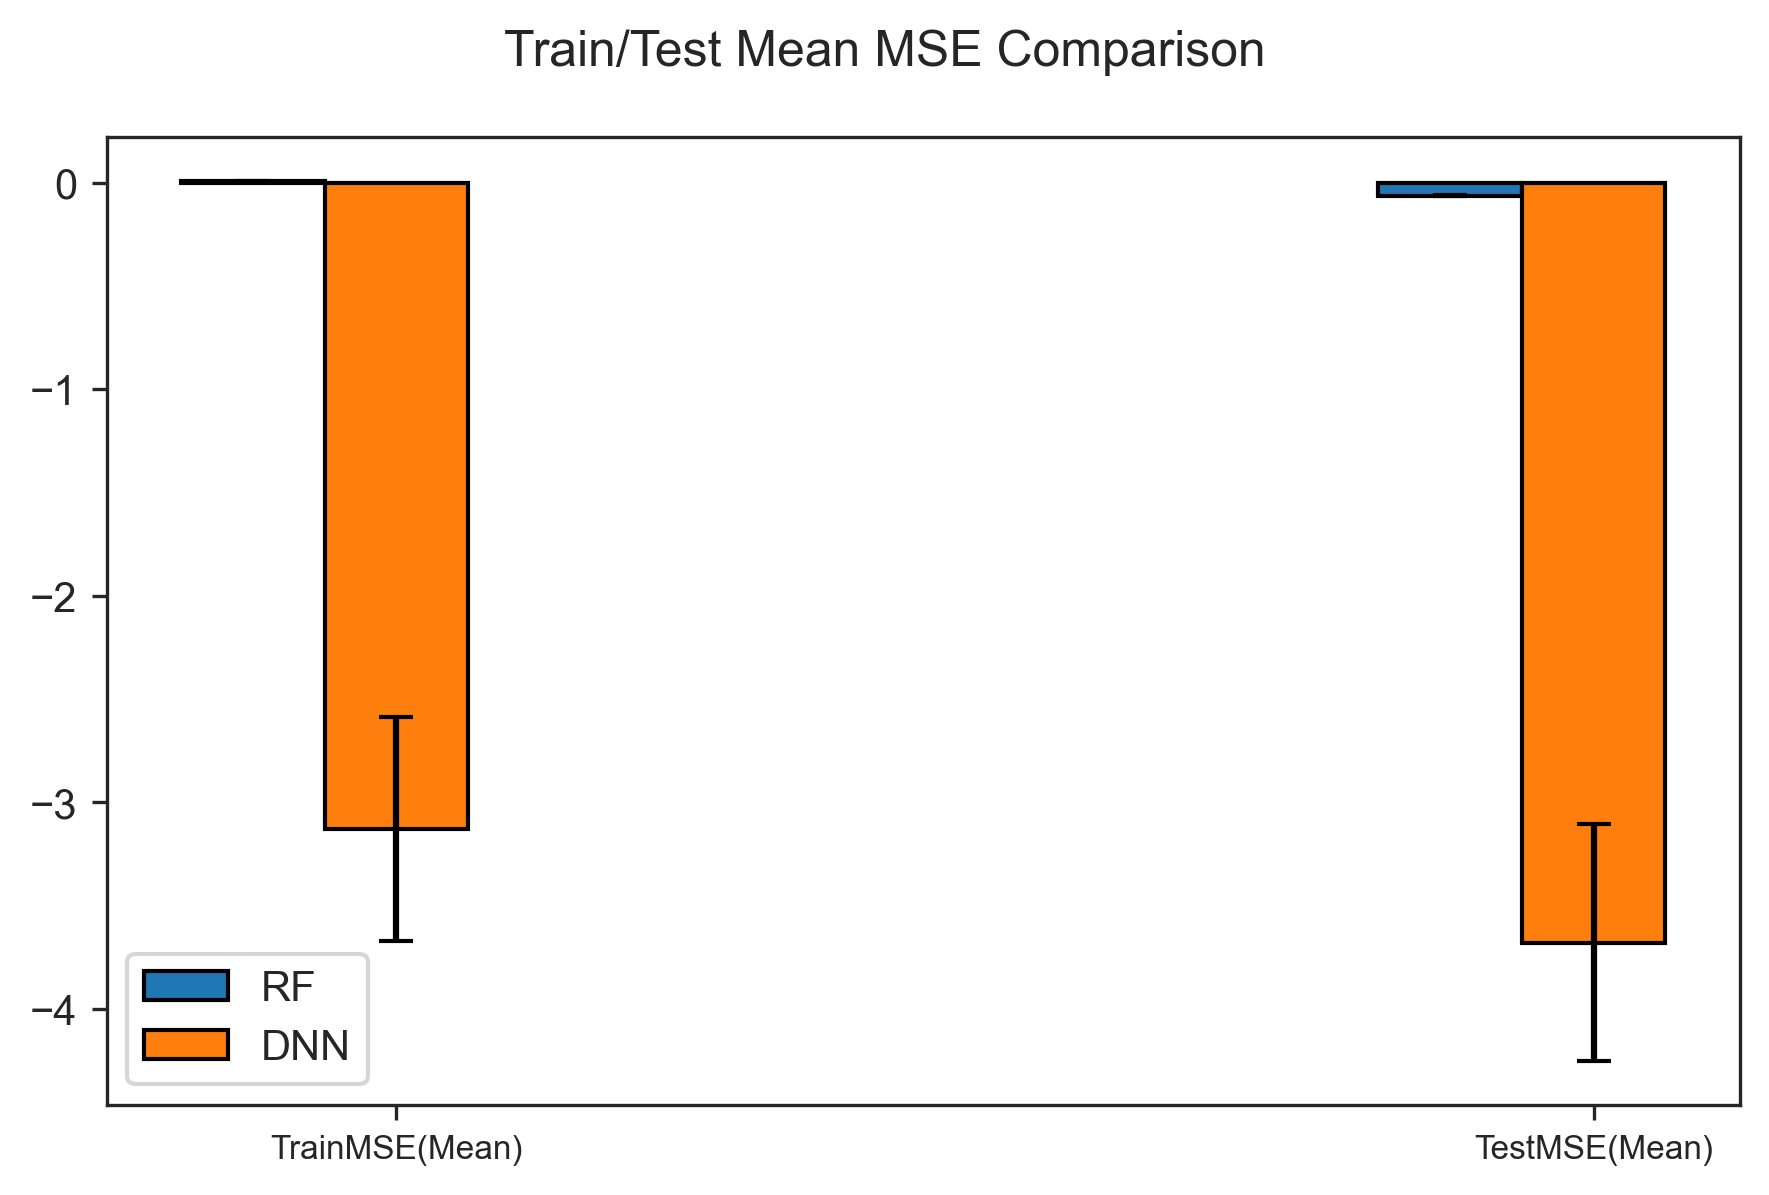 Train/Test Mean MSE Comparison
0
−1
−2
−3
−4
RF
DNN
TrainMSE(Mean)
TestMSE(Mean)